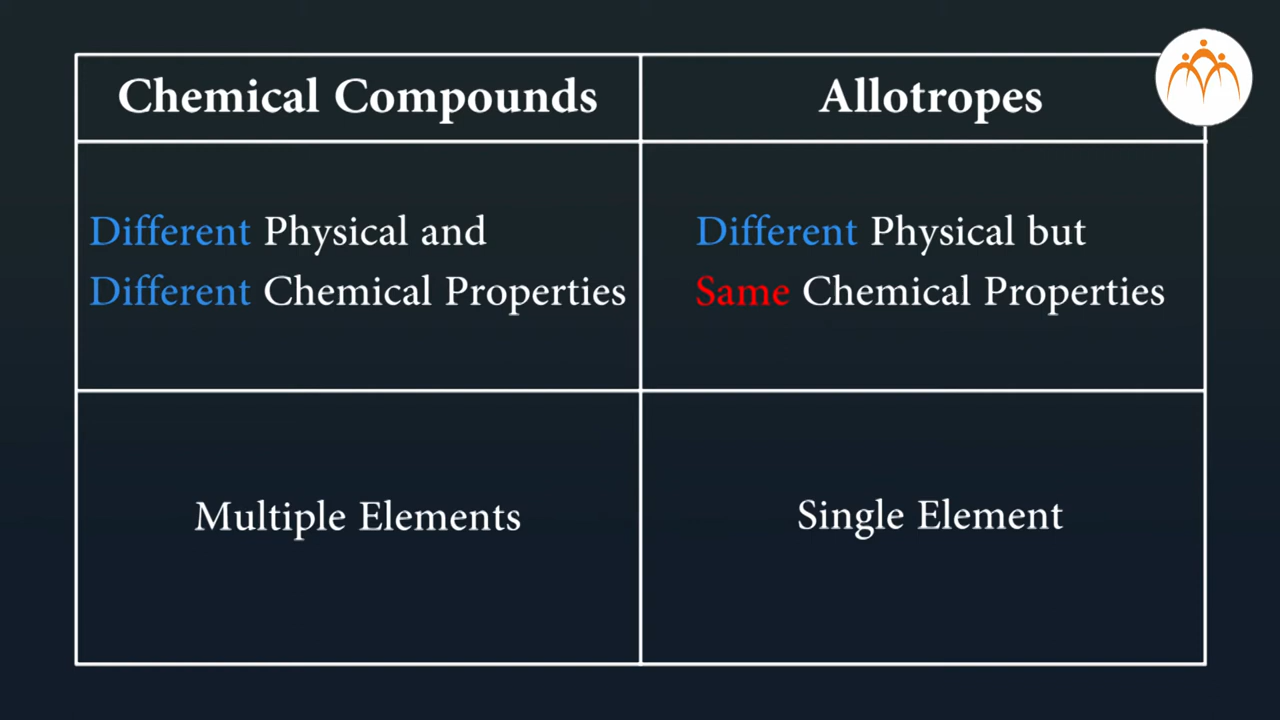 Chemical Compounds
Allotropes
Different Physical and
Different Chemical Properties
Different Physical but
Same Chemical Properties
Multiple Elements
Single Element